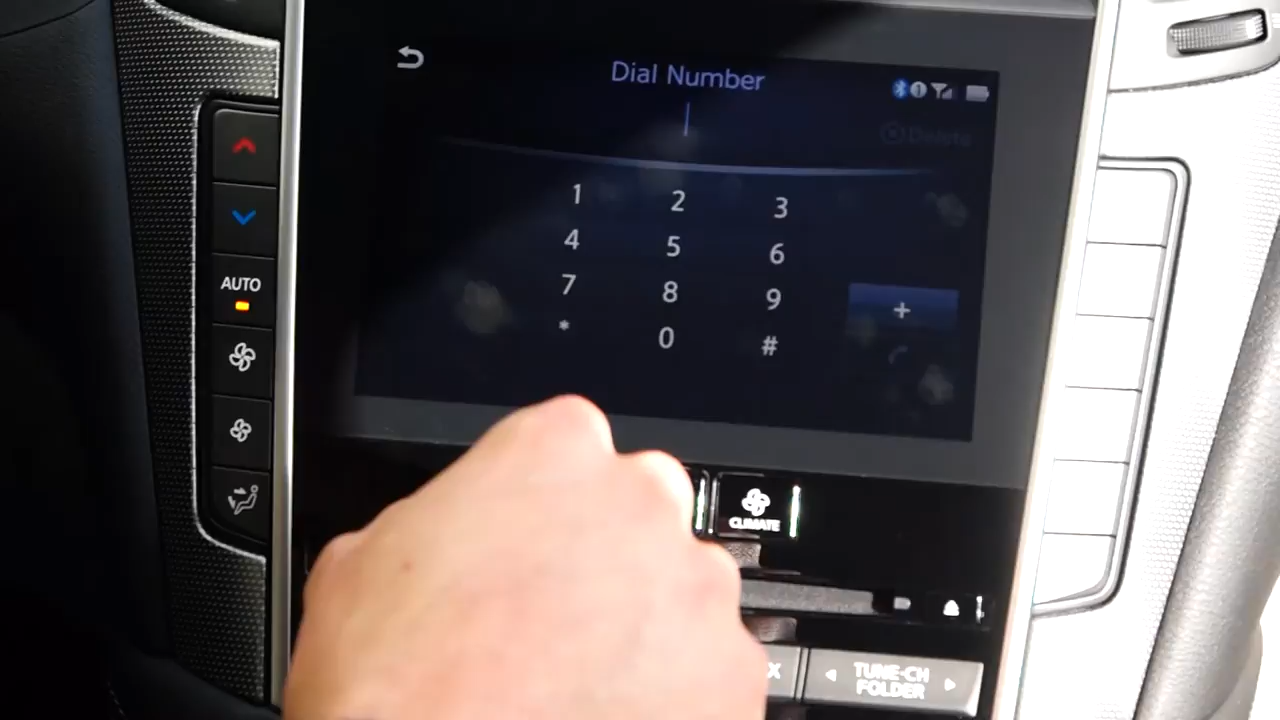 Dial Number
Delete
1 2 3
4 5 6
7 8 9
* 0 #
+
AUTO
CLIMATE
TUNE-CH
FOLDER